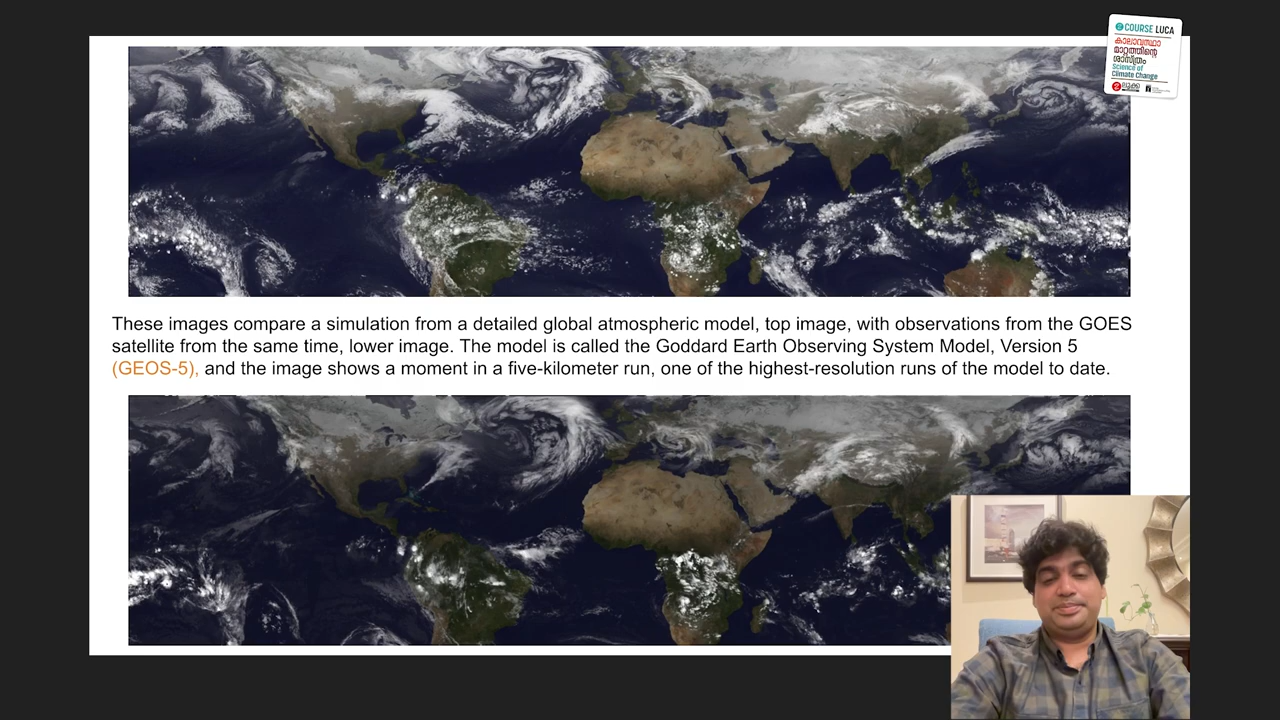 COURSE LUCA
കാലാവസ്ഥാ
മാറ്റത്തിന്റെ
ശാസ്ത്രം
Science of
Climate Change
ലൂക്ക
These images compare a simulation from a detailed global atmospheric model, top image, with observations from the GOES
satellite from the same time, lower image. The model is called the Goddard Earth Observing System Model, Version 5
(GEOS-5), and the image shows a moment in a five-kilometer run, one of the highest-resolution runs of the model to date.